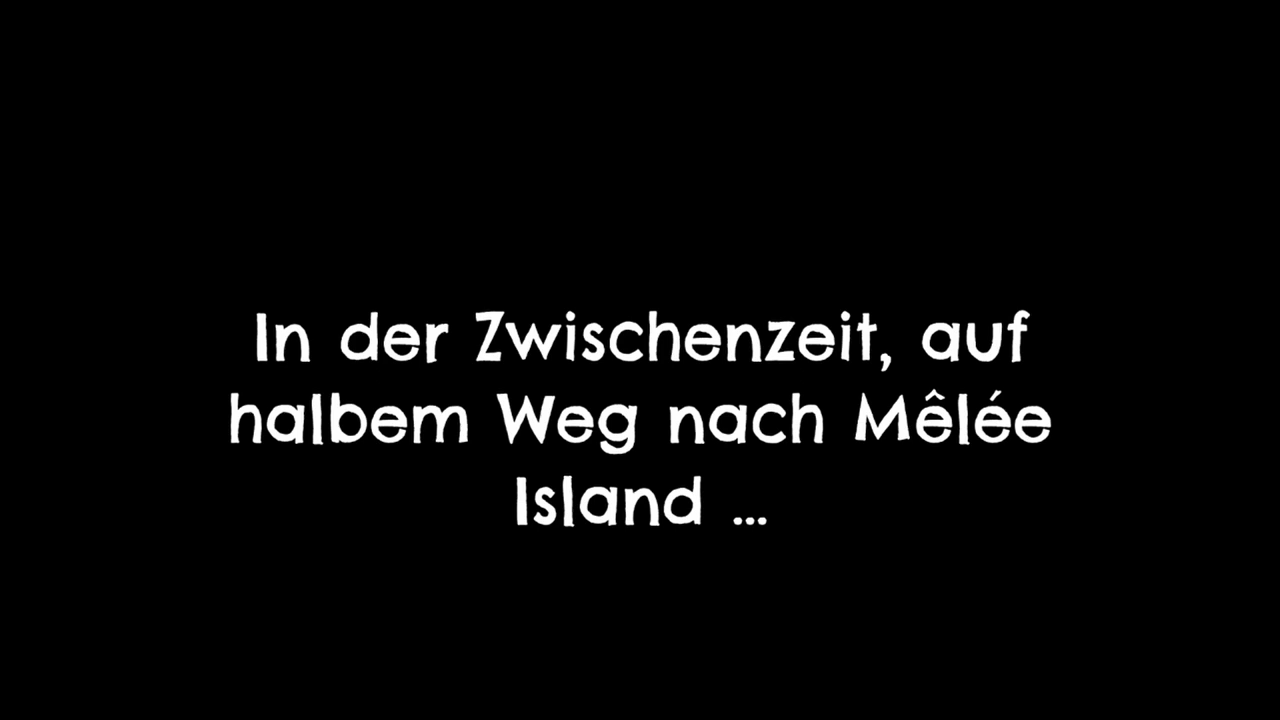 In der Zwischenzeit, auf
halbem Weg nach Mêlée
Island ...